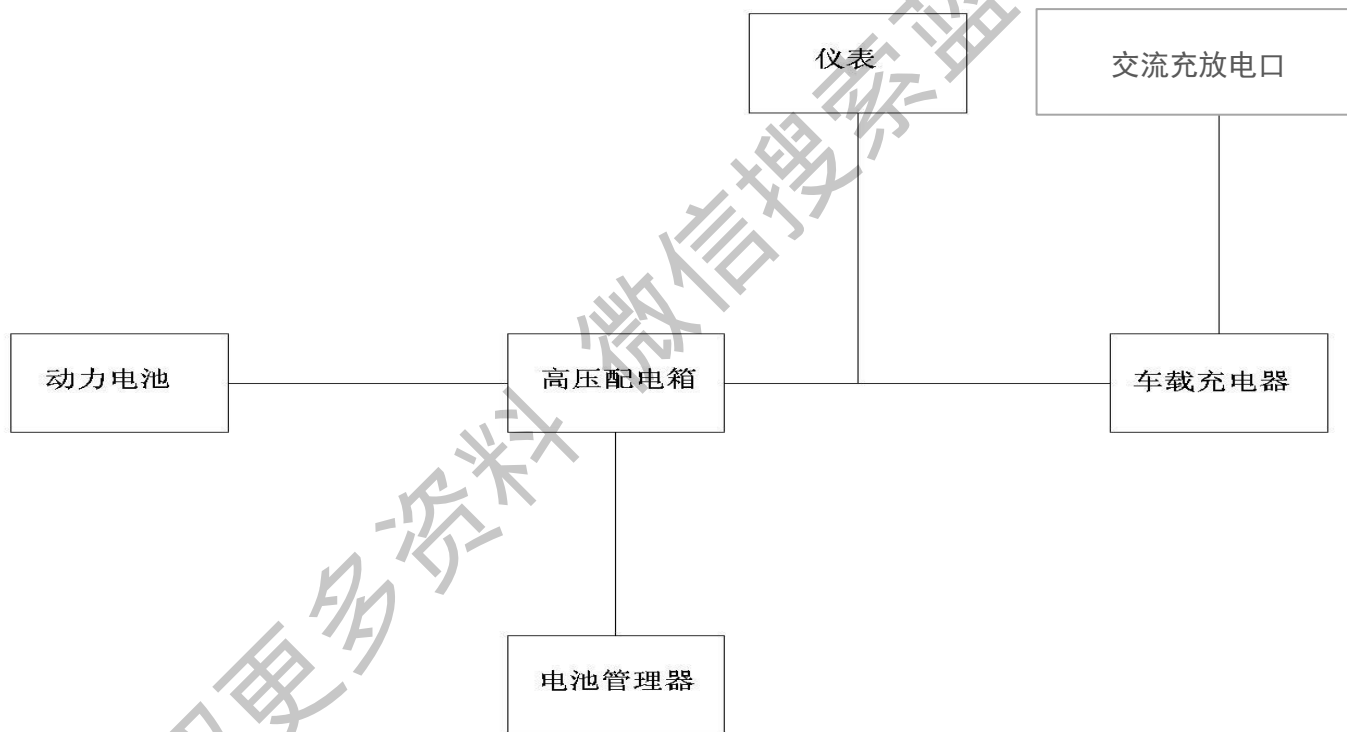 仪表
交流充放电口
动力电池
高压配电箱
车载充电器
电池管理器
更多资料 微信搜索蓝